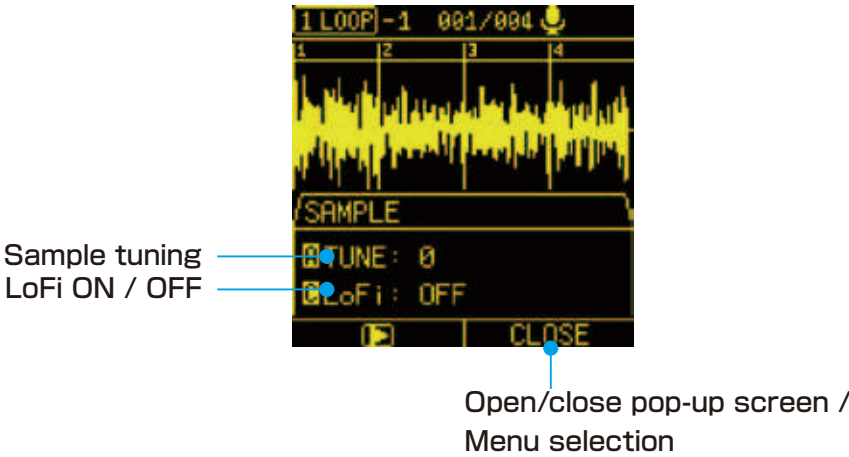 1 LOOP -1 001/004
1 2 3 4
SAMPLE
Sample tuning
A TUNE: 0
LoFi ON / OFF
C LoFi: OFF
CLOSE
Open/close pop-up screen /
Menu selection